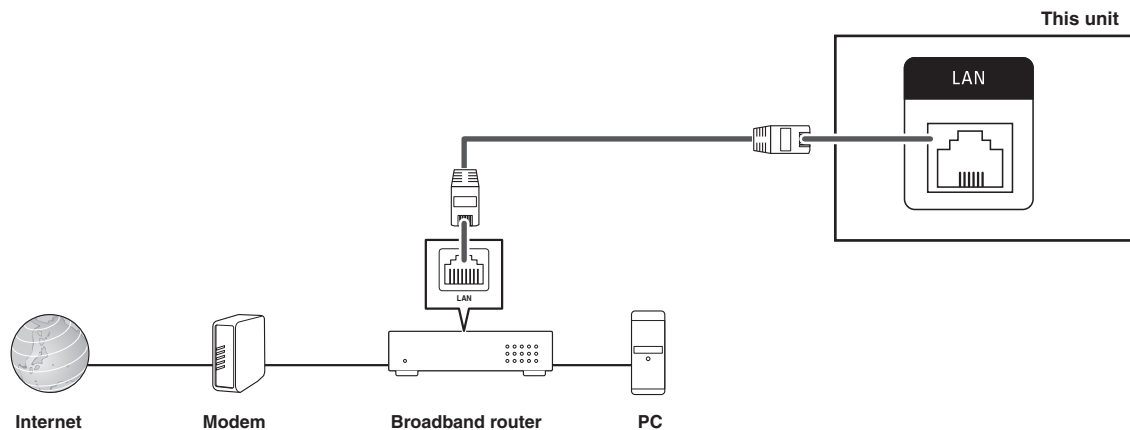 This unit
LAN
LAN
Internet
Modem
Broadband router
PC